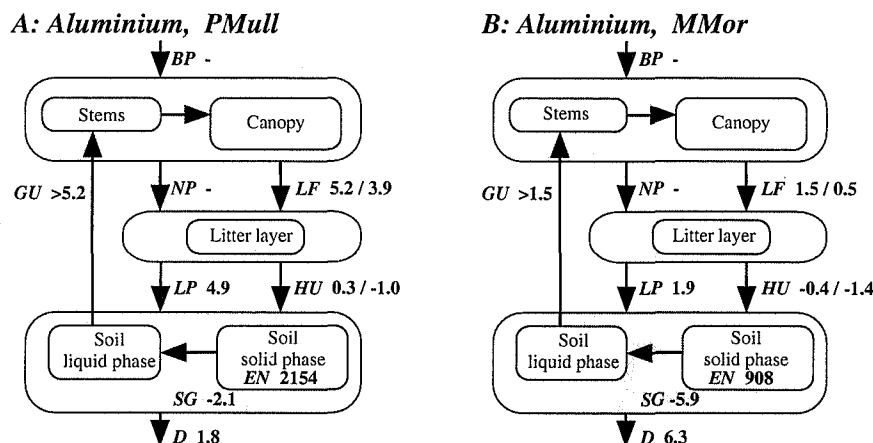 A: Aluminium, PMull
BP -
Stems
Canopy
GU >5.2
NP -
LF 5.2 / 3.9
Litter layer
LP 4.9
HU 0.3 / -1.0
Soil
liquid phase
Soil
solid phase
EN 2154
SG -2.1
D 1.8
B: Aluminium, MMor
BP -
Stems
Canopy
GU >1.5
NP -
LF 1.5 / 0.5
Litter layer
LP 1.9
HU -0.4 / -1.4
Soil
liquid phase
Soil
solid phase
EN 908
SG -5.9
D 6.3